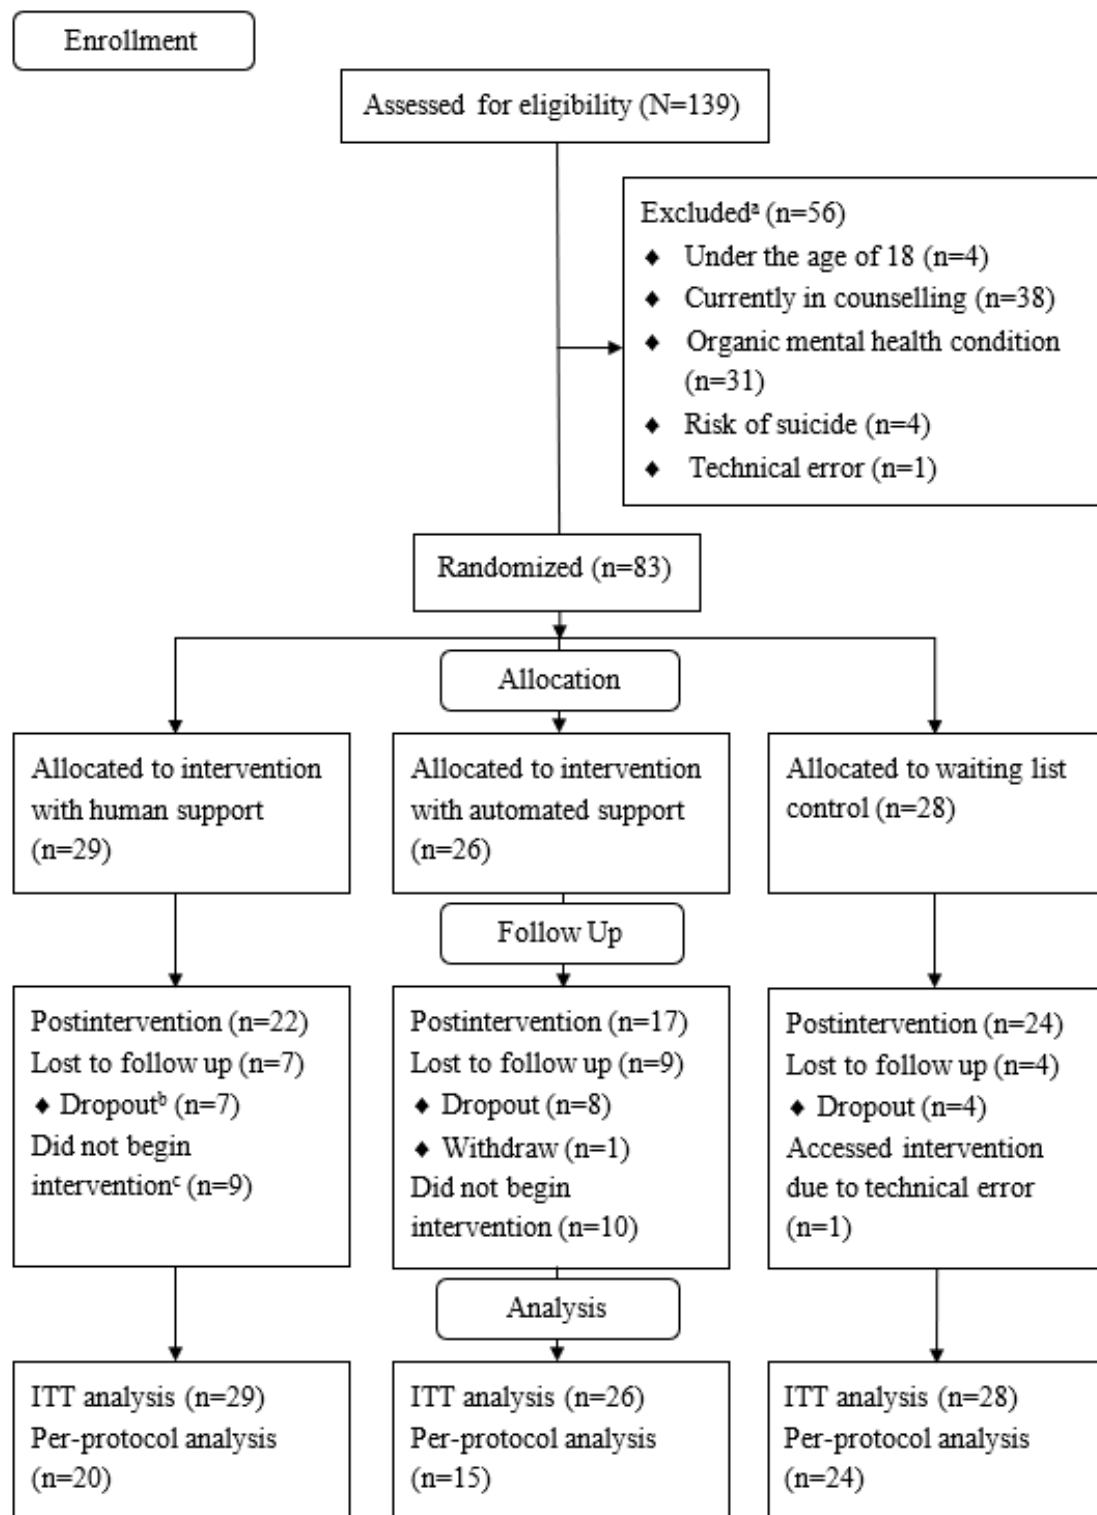 Enrollment
Assessed for eligibility (N=139)
Excludedᵃ (n=56)
♦ Under the age of 18 (n=4)
♦ Currently in counselling (n=38)
♦ Organic mental health condition
(n=31)
♦ Risk of suicide (n=4)
♦ Technical error (n=1)
Randomized (n=83)
Allocation
Allocated to intervention
with human support
(n=29)
Allocated to intervention
with automated support
(n=26)
Allocated to waiting list
control (n=28)
Follow Up
Postintervention (n=22)
Lost to follow up (n=7)
♦ Dropoutᵇ (n=7)
Did not begin
interventionᶜ (n=9)
Postintervention (n=17)
Lost to follow up (n=9)
♦ Dropout (n=8)
♦ Withdraw (n=1)
Did not begin
intervention (n=10)
Postintervention (n=24)
Lost to follow up (n=4)
♦ Dropout (n=4)
Accessed intervention
due to technical error
(n=1)
Analysis
ITT analysis (n=29)
Per-protocol analysis
(n=20)
ITT analysis (n=26)
Per-protocol analysis
(n=15)
ITT analysis (n=28)
Per-protocol analysis
(n=24)